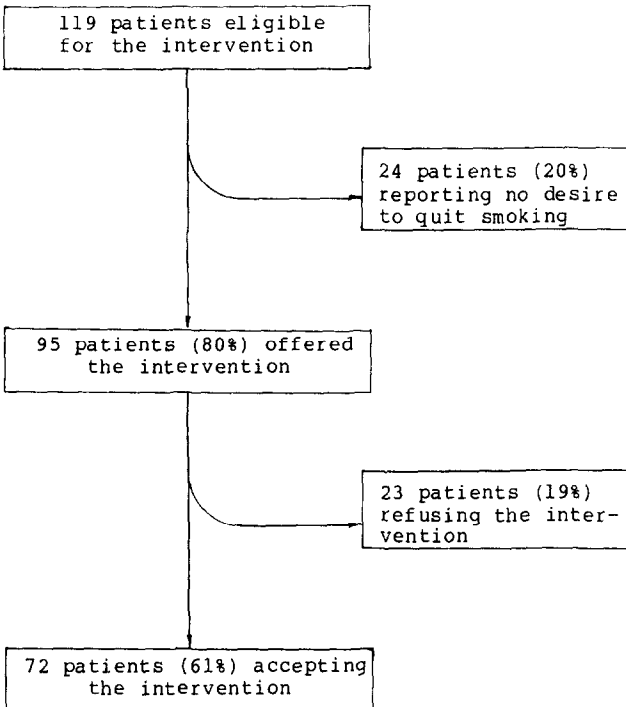 119 patients eligible
for the intervention
24 patients (20%)
reporting no desire
to quit smoking
95 patients (80%) offered
the intervention
23 patients (19%)
refusing the inter-
vention
72 patients (61%) accepting
the intervention